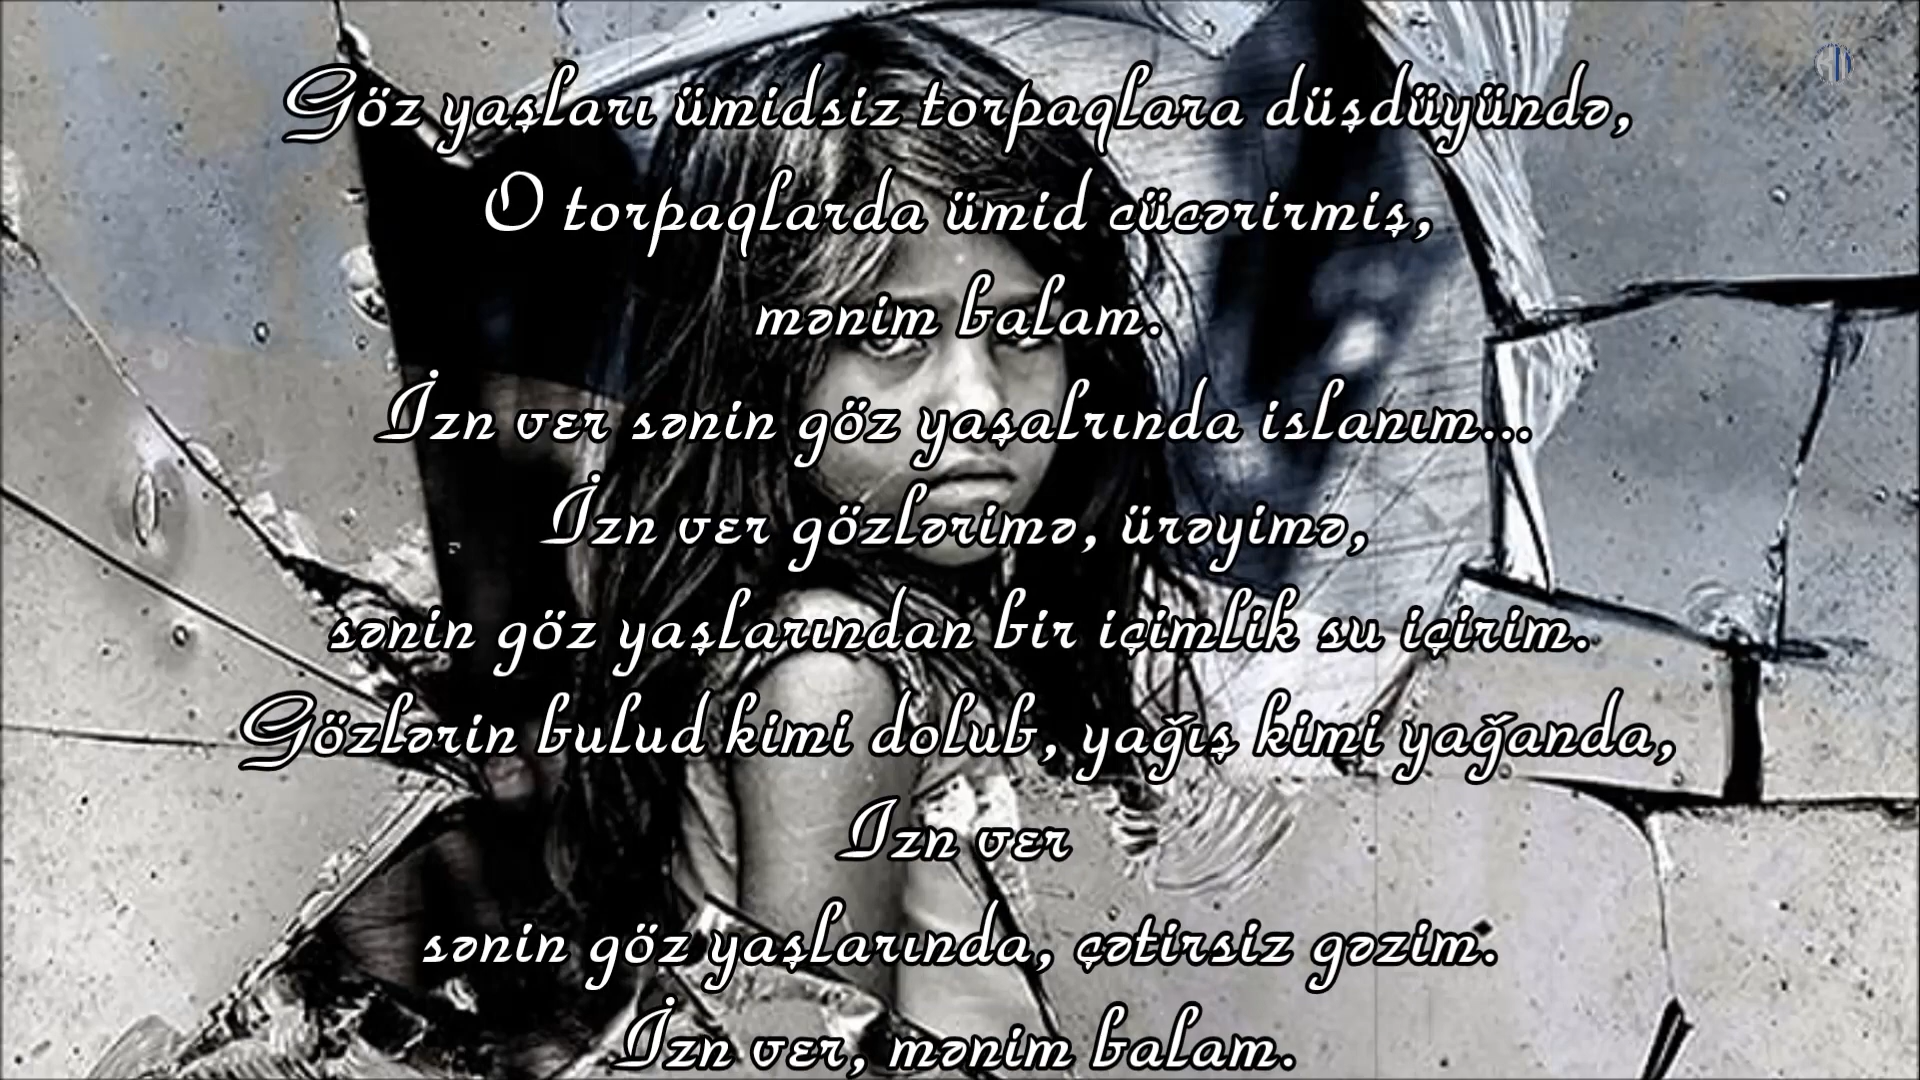 Göz yaşları ümidsiz torpaqlara düşdüyündə,
O torpaqlarda ümid cücərirmiş,
mənim balam.
İzn ver sənin göz yaşalrında islanım...
İzn ver gözlərimə, ürəyimə,
sənin göz yaşlarından bir içimlik su içirim.
Gözlərin bulud kimi dolub, yağış kimi yağanda,
Izn ver
sənin göz yaşlarında, çətirsiz gəzim.
İzn ver, mənim balam.